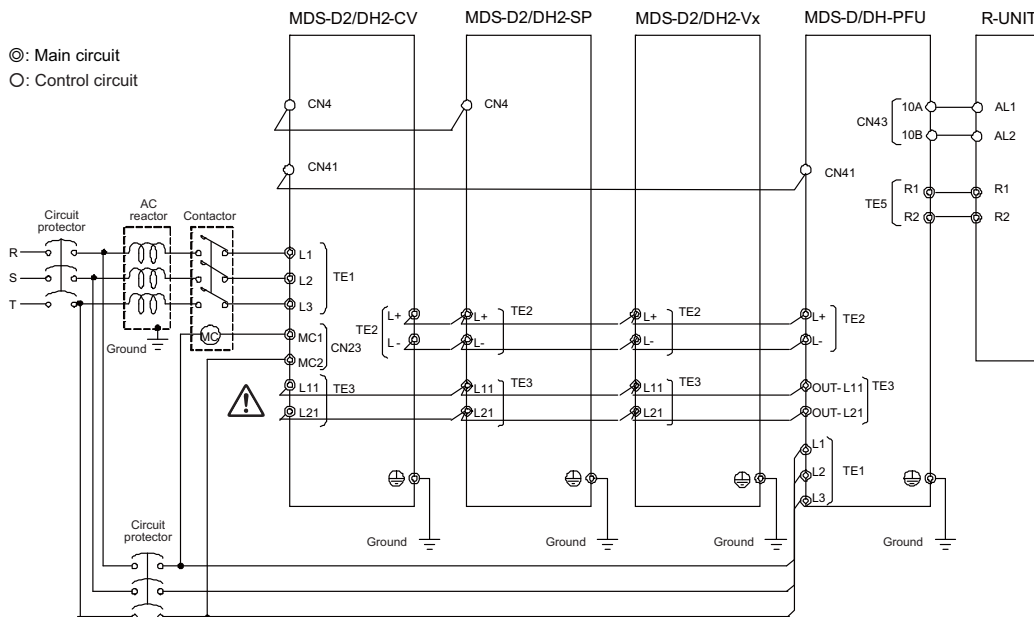 MDS-D2/DH2-CV
MDS-D2/DH2-SP
MDS-D2/DH2-Vx
MDS-D/DH-PFU
R-UNIT
◎: Main circuit
○: Control circuit
CN4
CN4
10A
AL1
CN43
10B
AL2
CN41
CN41
R1
R1
TE5
R2
R2
Circuit
protector
AC
reactor
Contactor
R
S
T
L1
L2
TE1
L3
Ground
MC
MC1
CN23
MC2
TE2
L+
L-
L+
TE2
L-
L+
TE2
L-
L+
TE2
L-
L11
TE3
L21
L11
TE3
L21
L11
TE3
L21
OUT- L11
TE3
OUT- L21
L1
L2
TE1
L3
Ground
Ground
Ground
Ground
Circuit
protector